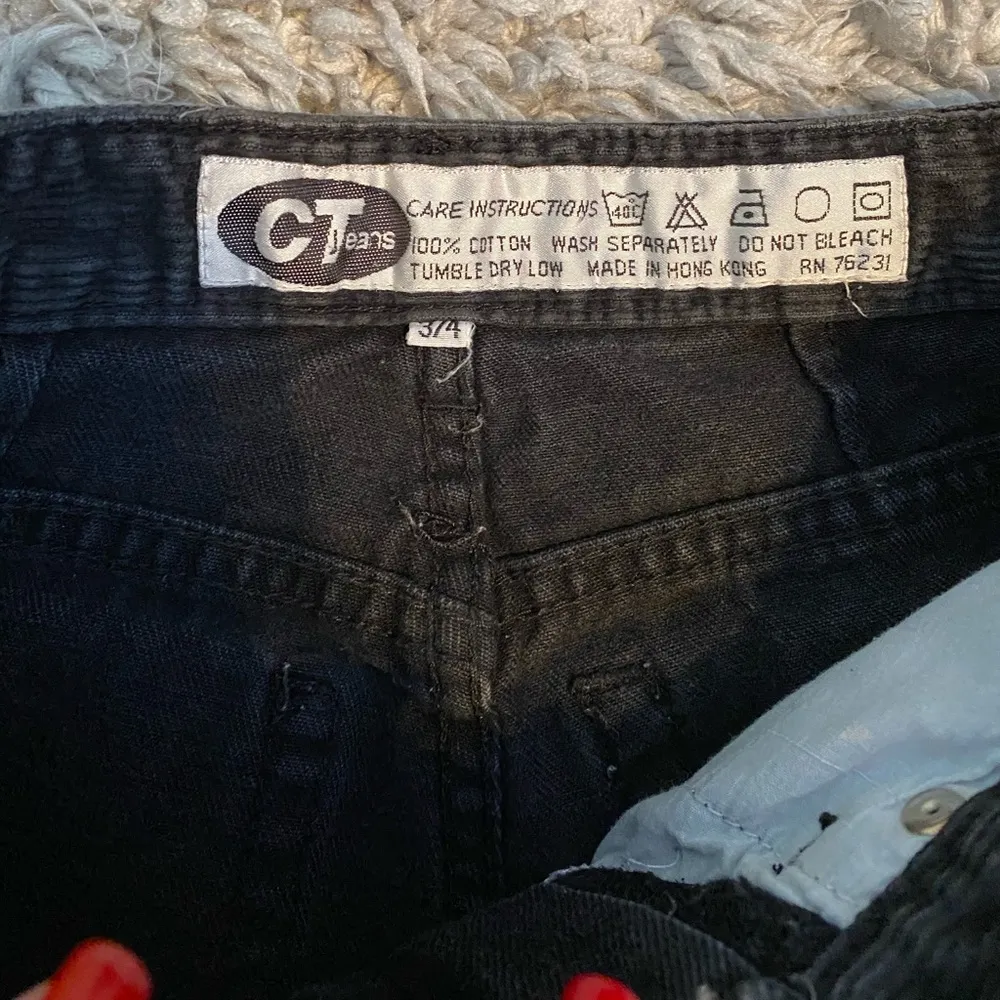 CT Jeans
CARE INSTRUCTIONS 40C
100% COTTON WASH SEPARATELY DO NOT BLEACH
TUMBLE DRY LOW MADE IN HONG KONG RN 76231
3/4